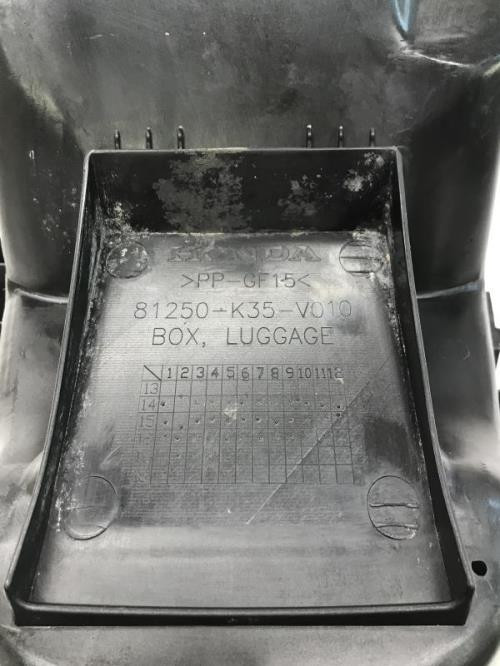 HONDA
>PP-GF15<
81250-K35-V010
BOX, LUGGAGE
1 2 3 4 5 6 7 8 9 10 11 12
13
14
15